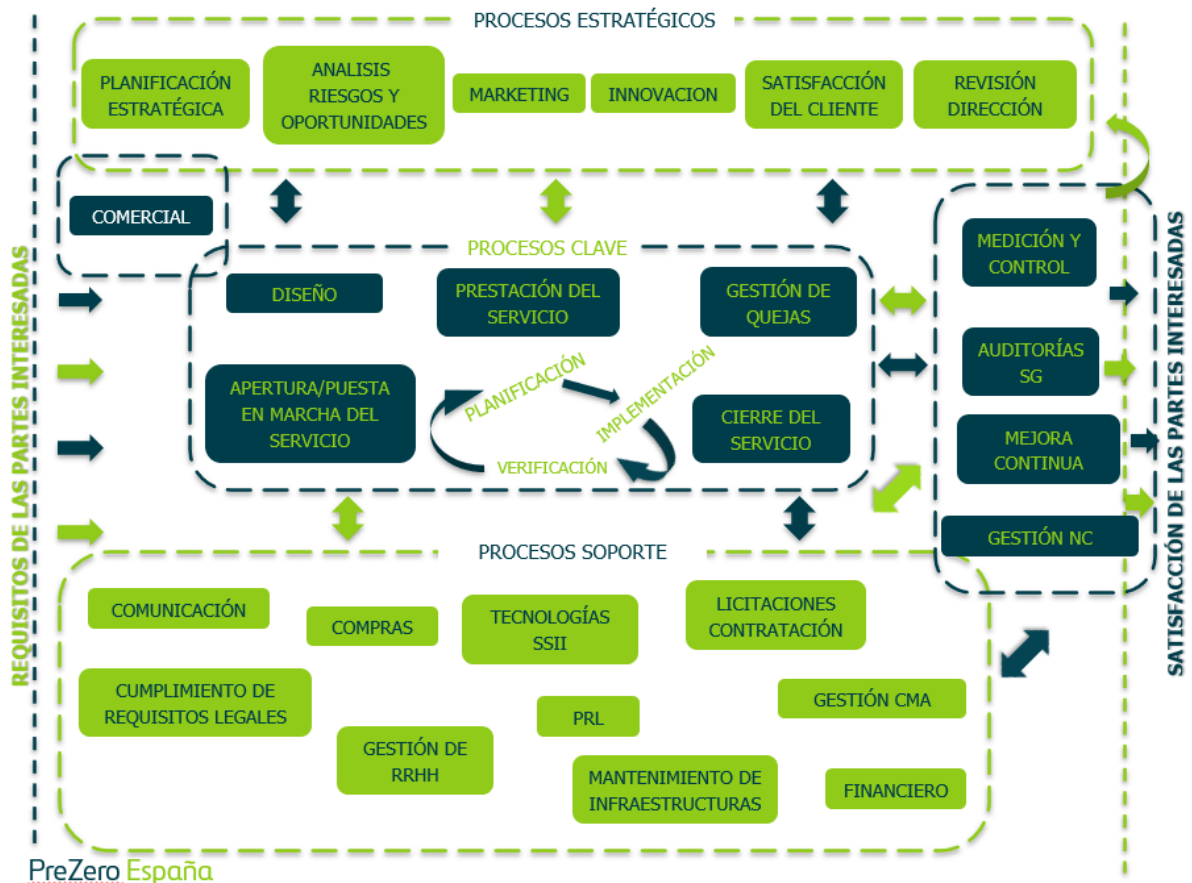 PROCESOS ESTRATÉGICOS
PLANIFICACIÓN
ESTRATÉGICA
ANALISIS
RIESGOS Y
OPORTUNIDADES
MARKETING
INNOVACION
SATISFACCIÓN
DEL CLIENTE
REVISIÓN
DIRECCIÓN
COMERCIAL
REQUISITOS DE LAS PARTES INTERESADAS
PROCESOS CLAVE
DISEÑO
PRESTACIÓN DEL
SERVICIO
GESTIÓN DE
QUEJAS
APERTURA/PUESTA
EN MARCHA DEL
SERVICIO
PLANIFICACIÓN
IMPLEMENTACIÓN
VERIFICACIÓN
CIERRE DEL
SERVICIO
MEDICIÓN Y
CONTROL
AUDITORÍAS
SG
MEJORA
CONTINUA
GESTIÓN NC
SATISFACCIÓN DE LAS PARTES INTERESADAS
PROCESOS SOPORTE
COMUNICACIÓN
COMPRAS
TECNOLOGÍAS
SSII
LICITACIONES
CONTRATACIÓN
CUMPLIMIENTO DE
REQUISITOS LEGALES
GESTIÓN DE
RRHH
PRL
GESTIÓN CMA
MANTENIMIENTO DE
INFRAESTRUCTURAS
FINANCIERO
PreZero España